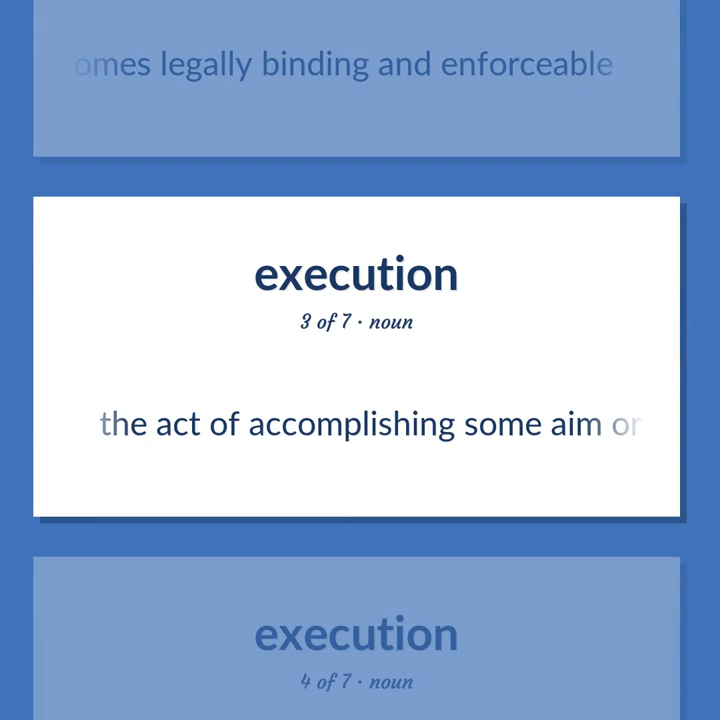 omes legally binding and enforceable
execution
3 of 7 · noun
the act of accomplishing some aim or
execution
4 of 7 · noun